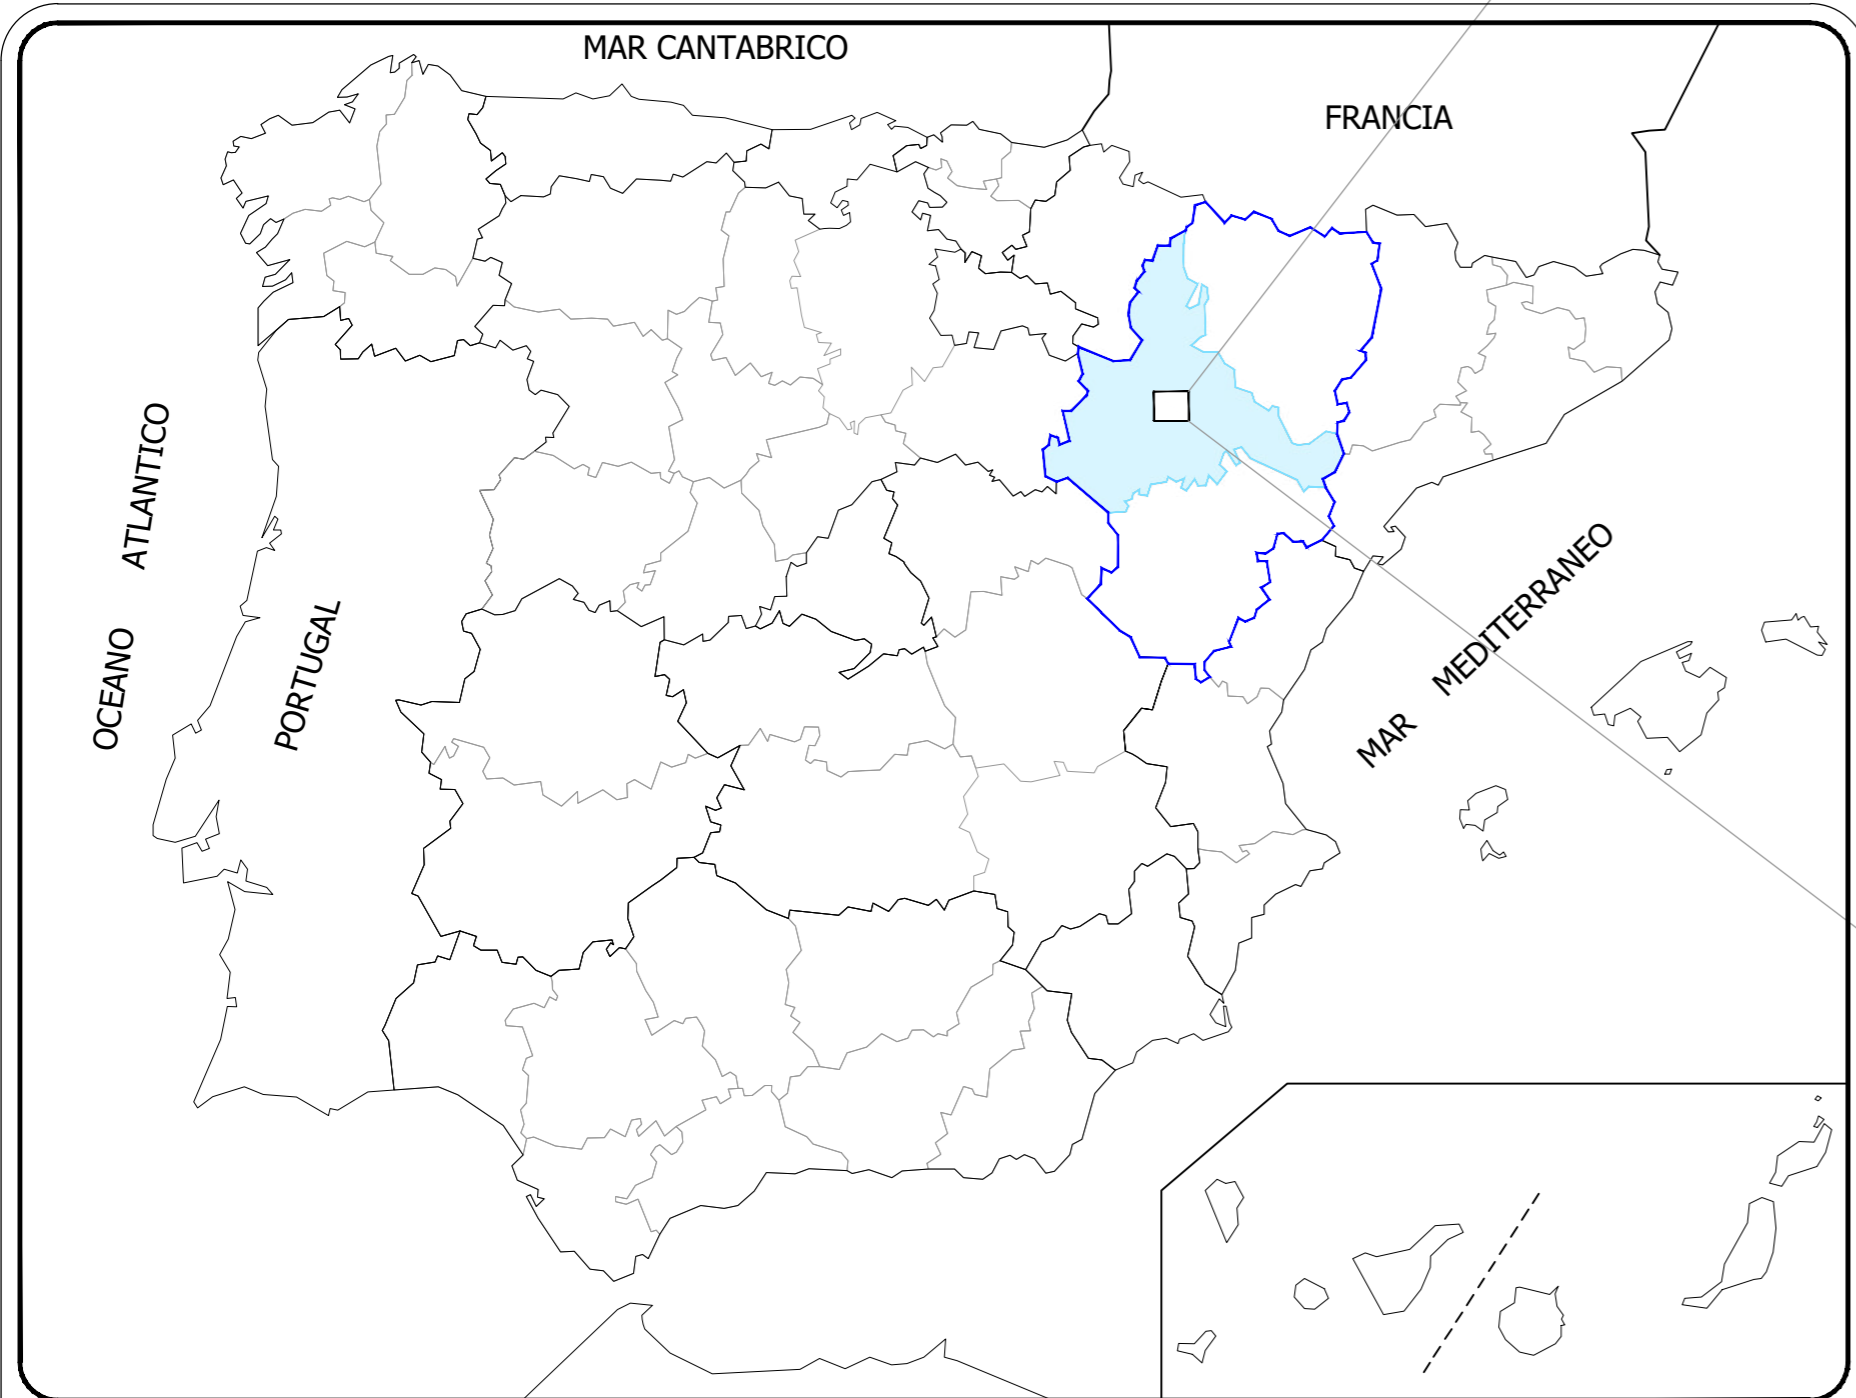 MAR CANTABRICO
FRANCIA
OCEANO ATLANTICO
PORTUGAL
MAR MEDITERRANEO